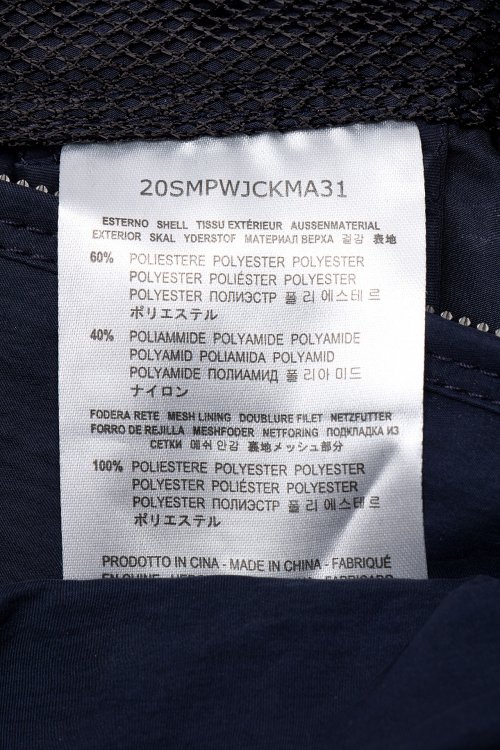 20SMPWJCKMA31
ESTERNO SHELL TISSU EXTÉRIEUR AUSSENMATERIAL
EXTERIOR SKAL YDERSTOF МАТЕРИАЛ ВЕРХА 겉감 表地
60% POLIESTERE POLYESTER POLYESTER
POLYESTER POLIÉSTER POLYESTER
POLYESTER ПОЛИЭСТР 폴 리 에스테 르
ポリエステル
40% POLIAMMIDE POLYAMIDE POLYAMIDE
POLYAMID POLIAMIDA POLYAMID
POLYAMIDE ПОЛИАМИД 폴 리아 미드
ナイロン
FODERA RETE MESH LINING DOUBLURE FILET NETZFUTTER
FORRO DE REJILLA MESHFODER NETFORING ПОДКЛАДКА ИЗ
СЕТКИ 메쉬 안감 裏地メッシュ部分
100% POLIESTERE POLYESTER POLYESTER
POLYESTER POLIÉSTER POLYESTER
POLYESTER ПОЛИЭСТР 폴 리 에스테 르
ポリエステル
PRODOTTO IN CINA - MADE IN CHINA - FABRIQUÉ
EN CHINE